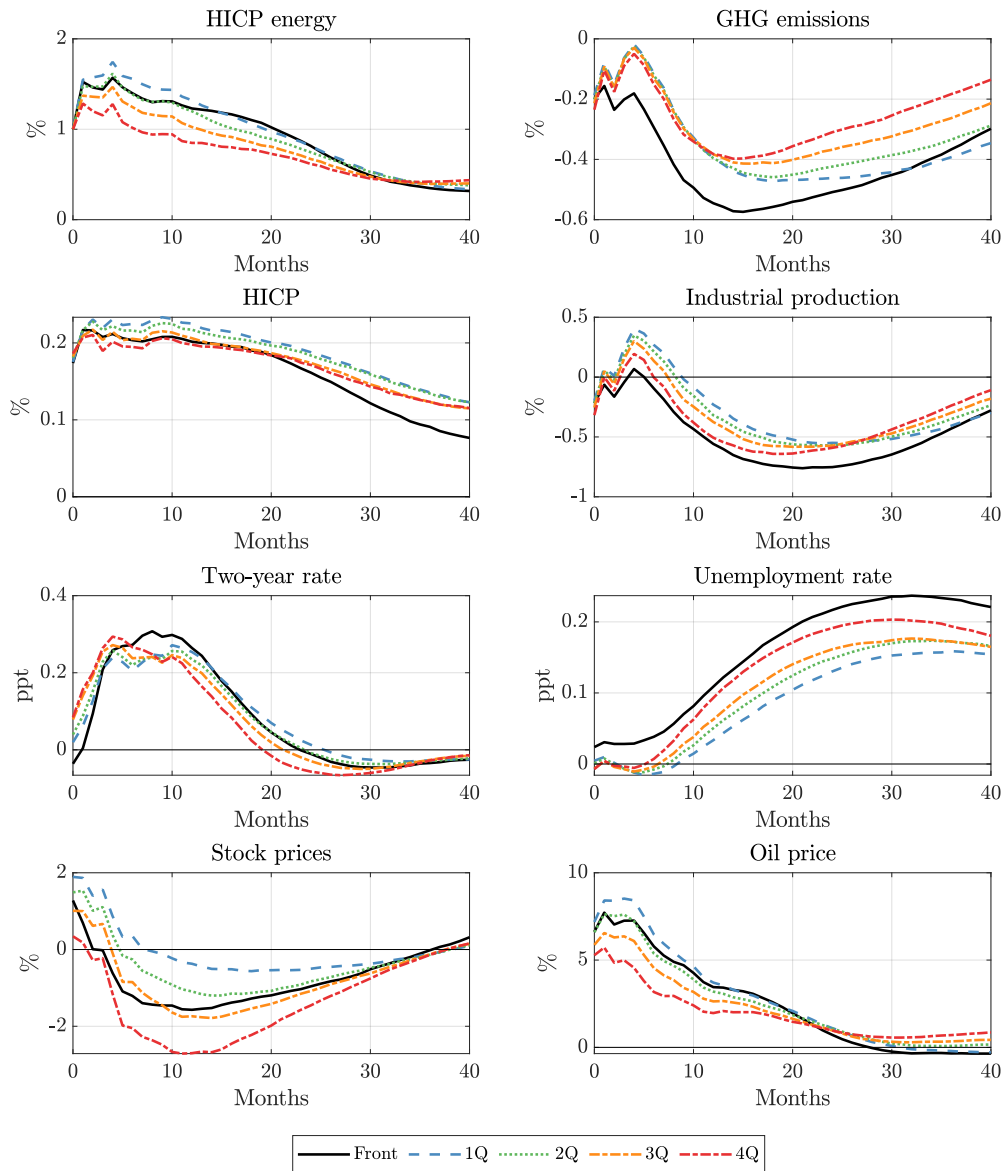 HICP energy
2
1
0
%
0 10 20 30 40
Months
GHG emissions
-0
-0.2
-0.4
-0.6
%
0 10 20 30 40
Months
HICP
0.2
0.1
0
%
0 10 20 30 40
Months
Industrial production
0.5
0
-0.5
-1
%
0 10 20 30 40
Months
Two-year rate
0.4
0.2
0
ppt
0 10 20 30 40
Months
Unemployment rate
0.2
0.1
0
ppt
0 10 20 30 40
Months
Stock prices
2
0
-2
%
0 10 20 30 40
Months
Oil price
10
5
0
%
0 10 20 30 40
Months
Front 1Q 2Q 3Q 4Q